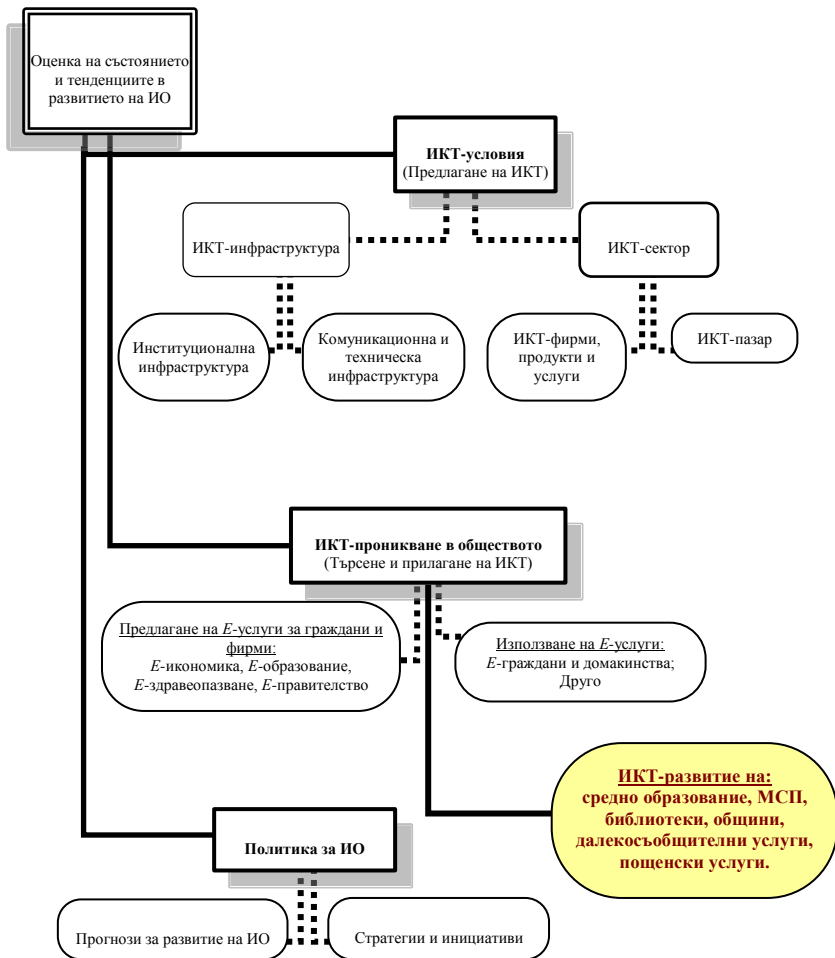 Оценка на състоянието
и тенденциите в
развитието на ИО
ИКТ-условия
(Предлагане на ИКТ)
ИКТ-инфраструктура
ИКТ-сектор
Институционална
инфраструктура
Комуникационна и
техническа
инфраструктура
ИКТ-фирми,
продукти и
услуги
ИКТ-пазар
ИКТ-проникване в обществото
(Търсене и прилагане на ИКТ)
Предлагане на Е-услуги за граждани и
фирми:
Е-икономика, Е-образование,
Е-здравеопазване, Е-правителство
Използване на Е-услуги:
Е-граждани и домакинства;
Друго
ИКТ-развитие на:
средно образование, МСП,
библиотеки, общини,
далекосъобщителни услуги,
пощенски услуги.
Политика за ИО
Прогнози за развитие на ИО
Стратегии и инициативи